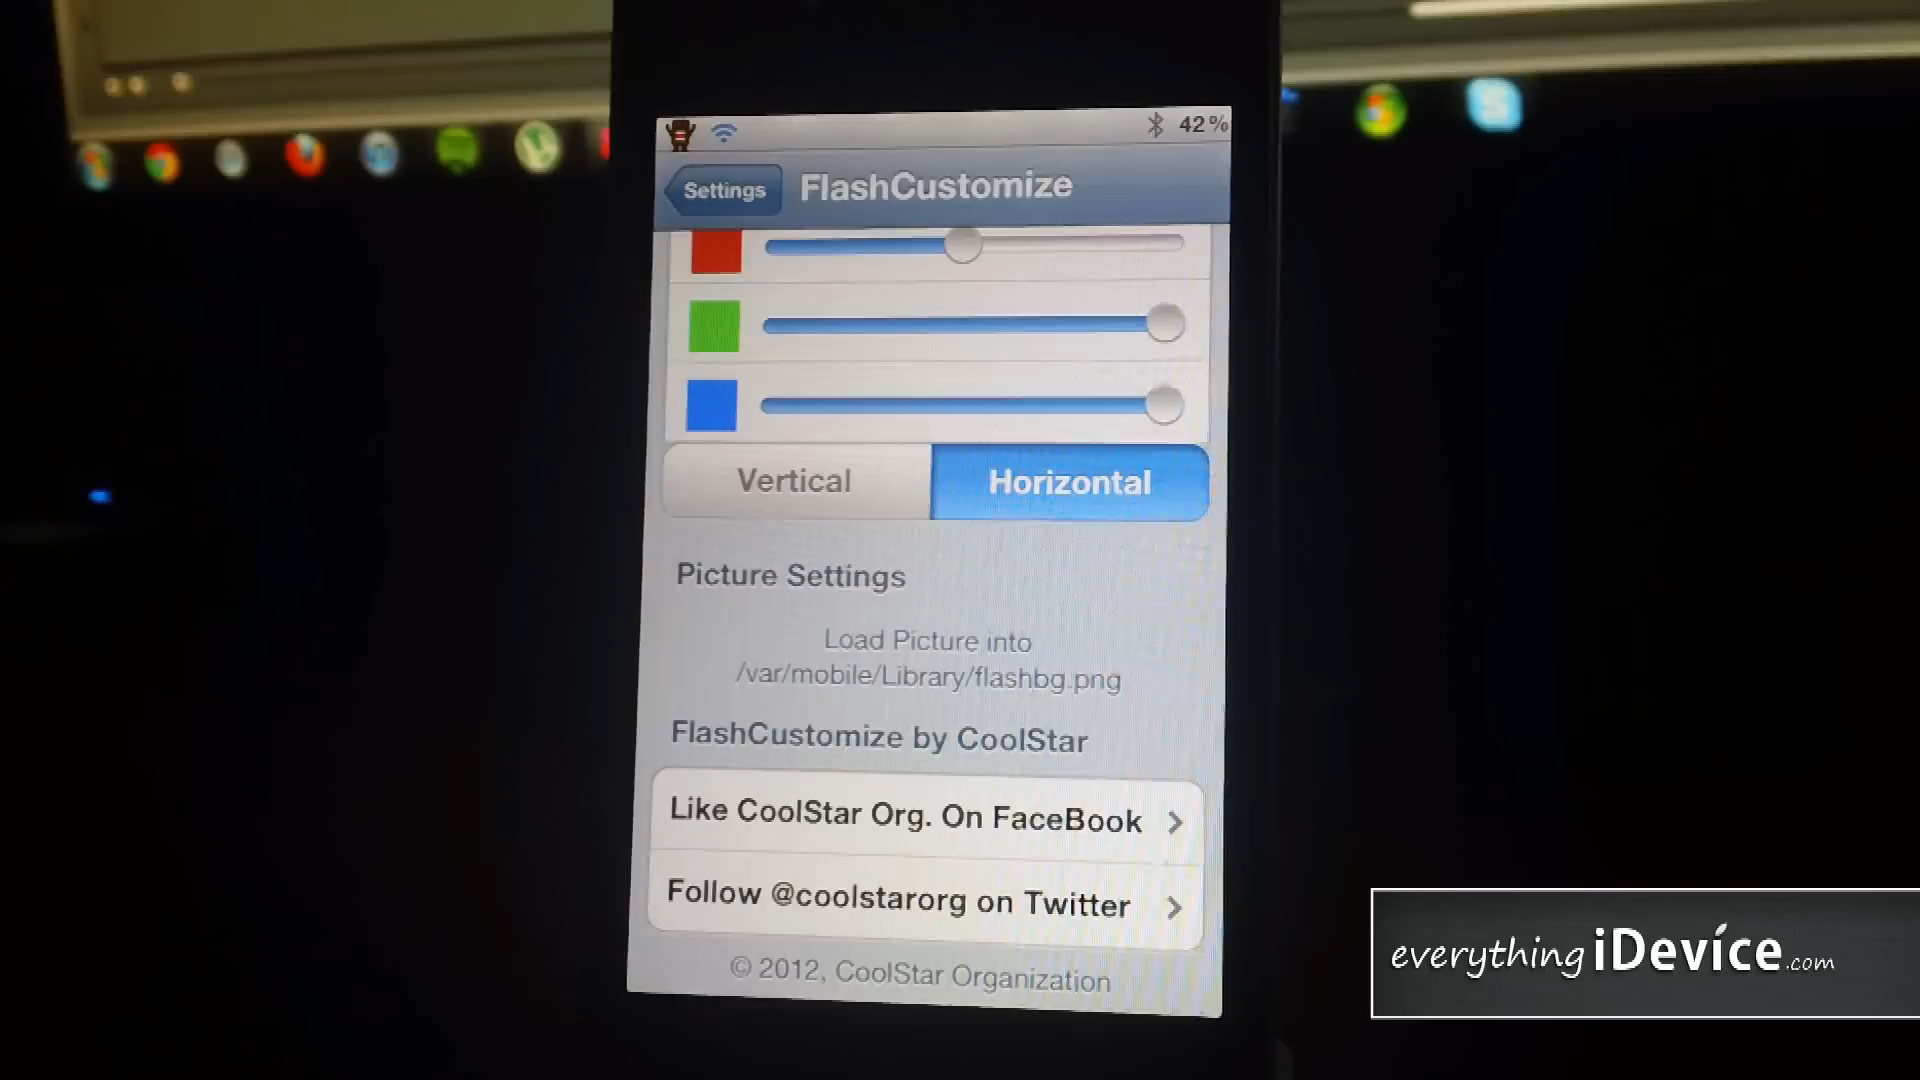 42%
Settings
FlashCustomize
Vertical
Horizontal
Picture Settings
Load Picture into
/var/mobile/Library/flashbg.png
FlashCustomize by CoolStar
Like CoolStar Org. On FaceBook
Follow @coolstarorg on Twitter
© 2012, CoolStar Organization
everything iDevice.com